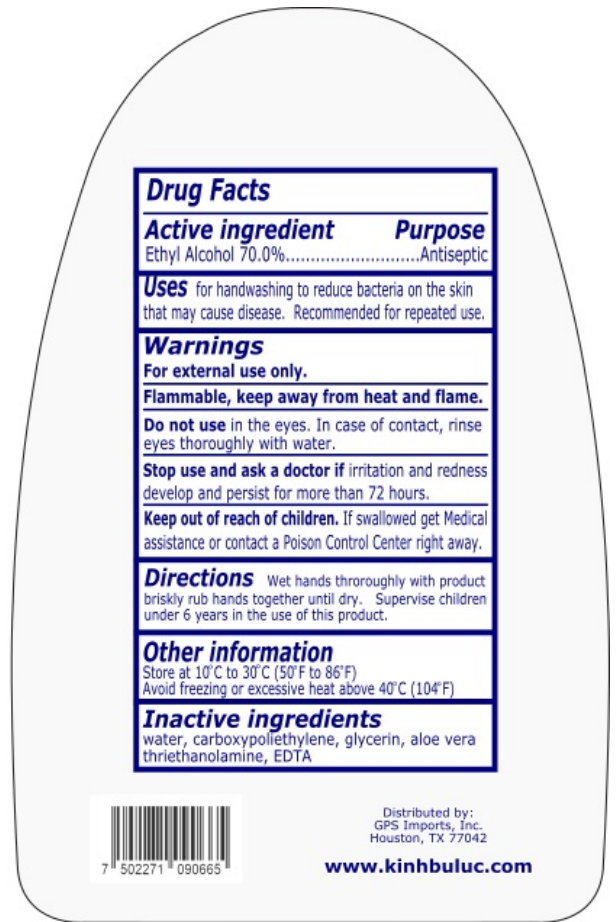 Drug Facts
Active ingredient Purpose
Ethyl Alcohol 70.0%............................Antiseptic
Uses for handwashing to reduce bacteria on the skin
that may cause disease. Recommended for repeated use.
Warnings
For external use only.
Flammable, keep away from heat and flame.
Do not use in the eyes. In case of contact, rinse
eyes thoroughly with water.
Stop use and ask a doctor if irritation and redness
develop and persist for more than 72 hours.
Keep out of reach of children. If swallowed get Medical
assistance or contact a Poison Control Center right away.
Directions Wet hands throroughly with product
briskly rub hands together until dry. Supervise children
under 6 years in the use of this product.
Other information
Store at 10°C to 30°C (50°F to 86°F)
Avoid freezing or excessive heat above 40°C (104°F)
Inactive ingredients
water, carboxypoliethylene, glycerin, aloe vera
thriethanolamine, EDTA
7 502271 090665
Distributed by:
GPS Imports, Inc.
Houston, TX 77042
www.kinhbuluc.com